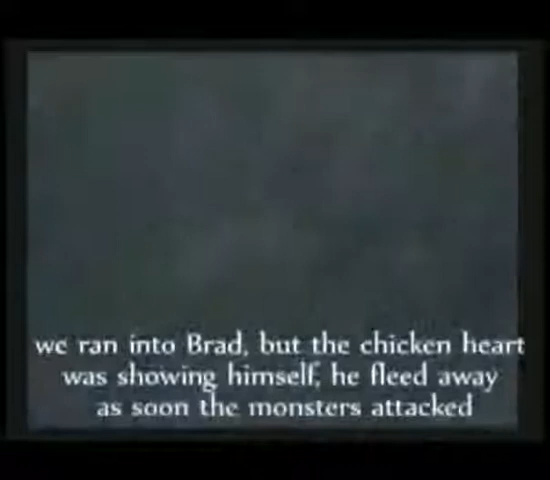 we ran into Brad, but the chicken heart
was showing himself, he fleed away
as soon the monsters attacked